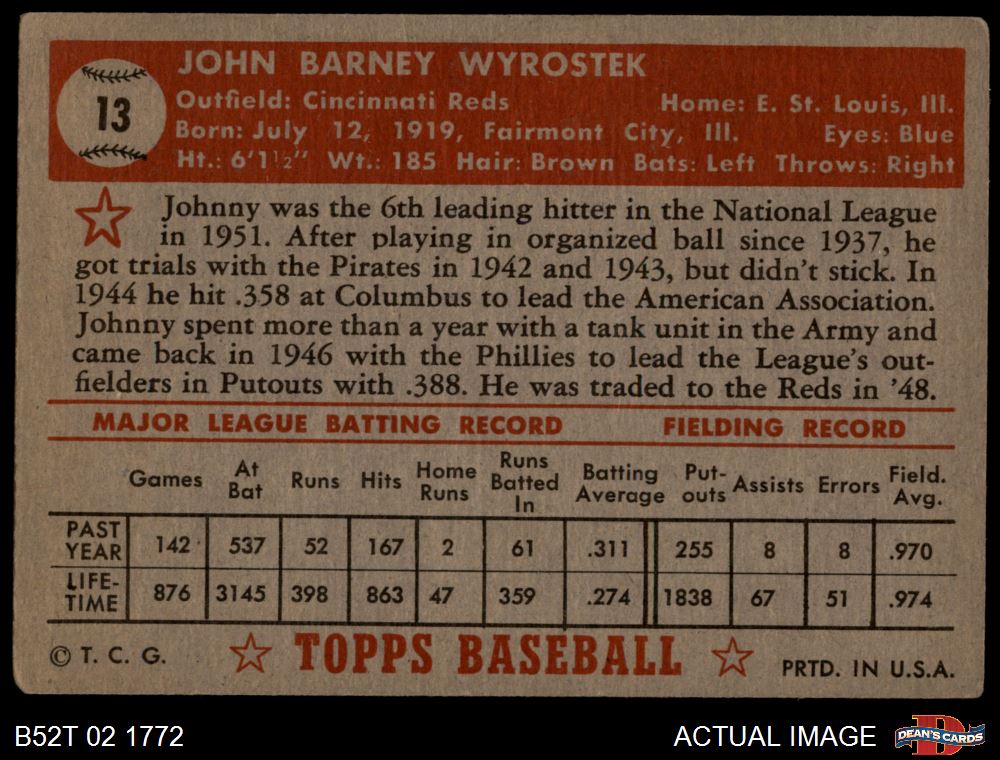 JOHN BARNEY WYROSTEK
13
Outfield: Cincinnati Reds Home: E. St. Louis, Ill.
Born: July 12, 1919, Fairmont City, Ill. Eyes: Blue
Ht.: 6'1½" Wt.: 185 Hair: Brown Bats: Left Throws: Right
Johnny was the 6th leading hitter in the National League
in 1951. After playing in organized ball since 1937, he
got trials with the Pirates in 1942 and 1943, but didn't stick. In
1944 he hit .358 at Columbus to lead the American Association.
Johnny spent more than a year with a tank unit in the Army and
came back in 1946 with the Phillies to lead the League's out-
fielders in Putouts with .388. He was traded to the Reds in '48.
MAJOR LEAGUE BATTING RECORD FIELDING RECORD
Games At Bat Runs Hits Home Runs Runs Batted In Batting Average Put-outs Assists Errors Field. Avg.
PAST YEAR 142 537 52 167 2 61 .311 255 8 8 .970
LIFE-TIME 876 3145 398 863 47 359 .274 1838 67 51 .974
© T. C. G. TOPPS BASEBALL PRTD. IN U.S.A.
B52T 02 1772 ACTUAL IMAGE D DEAN'S CARDS